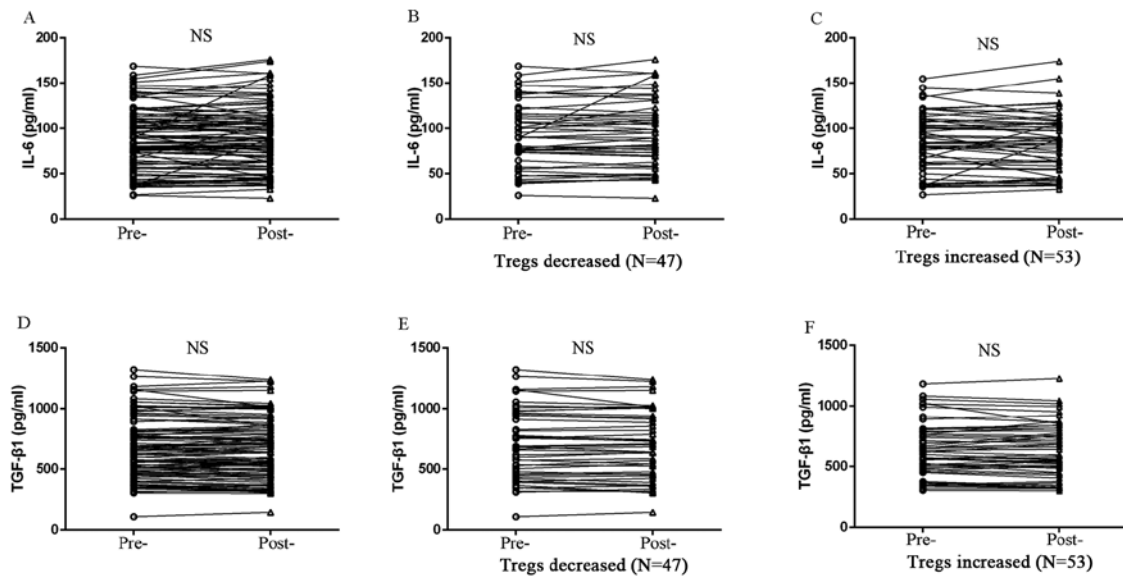 A
NS
200
150
100
50
0
IL-6 (pg/ml)
Pre-
Post-
B
NS
200
150
100
50
0
IL-6 (pg/ml)
Pre-
Post-
Tregs decreased (N=47)
C
NS
200
150
100
50
0
IL-6 (pg/ml)
Pre-
Post-
Tregs increased (N=53)
D
NS
1500
1000
500
0
TGF-β1 (pg/ml)
Pre-
Post-
E
NS
1500
1000
500
0
TGF-β1 (pg/ml)
Pre-
Post-
Tregs decreased (N=47)
F
NS
1500
1000
500
0
TGF-β1 (pg/ml)
Pre-
Post-
Tregs increased (N=53)